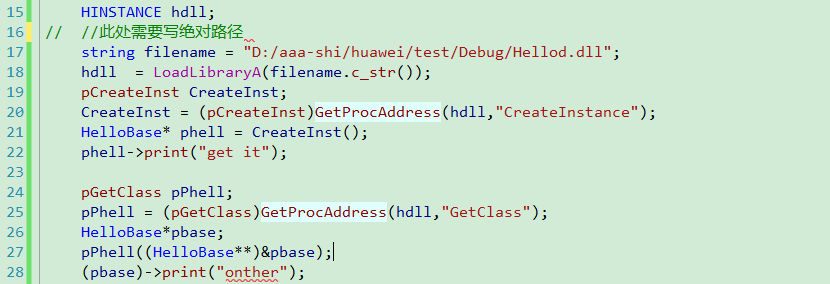 15 HINSTANCE hdll;
16 // //此处需要写绝对路径
17 string filename = "D:/aaa-shi/huawei/test/Debug/Hellod.dll";
18 hdll  = LoadLibraryA(filename.c_str());
19 pCreateInst CreateInst;
20 CreateInst = (pCreateInst)GetProcAddress(hdll,"CreateInstance");
21 HelloBase* phell = CreateInst();
22 phell->print("get it");
23
24 pGetClass pPhell;
25 pPhell = (pGetClass)GetProcAddress(hdll,"GetClass");
26 HelloBase*pbase;
27 pPhell((HelloBase**)&pbase);
28 (pbase)->print("onther");